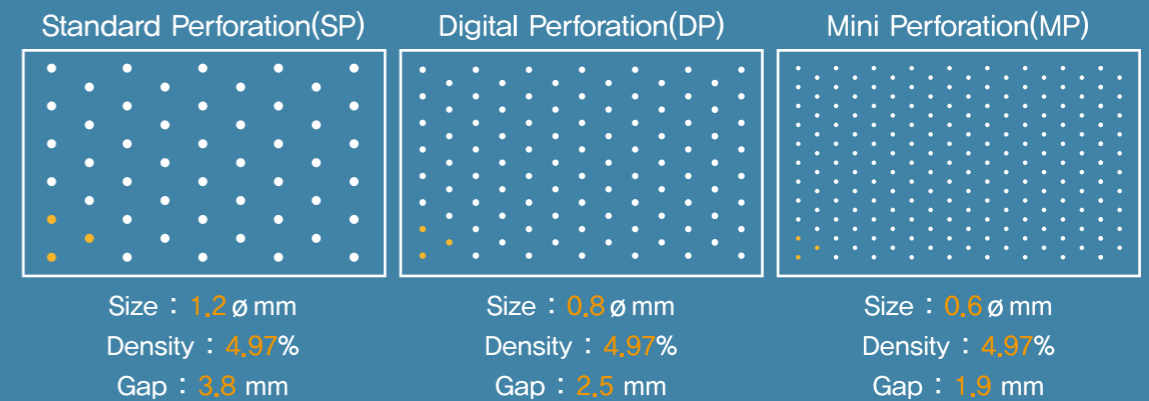 Standard Perforation(SP)
Size : 1.2 ø mm
Density : 4.97%
Gap : 3.8 mm
Digital Perforation(DP)
Size : 0.8 ø mm
Density : 4.97%
Gap : 2.5 mm
Mini Perforation(MP)
Size : 0.6 ø mm
Density : 4.97%
Gap : 1.9 mm